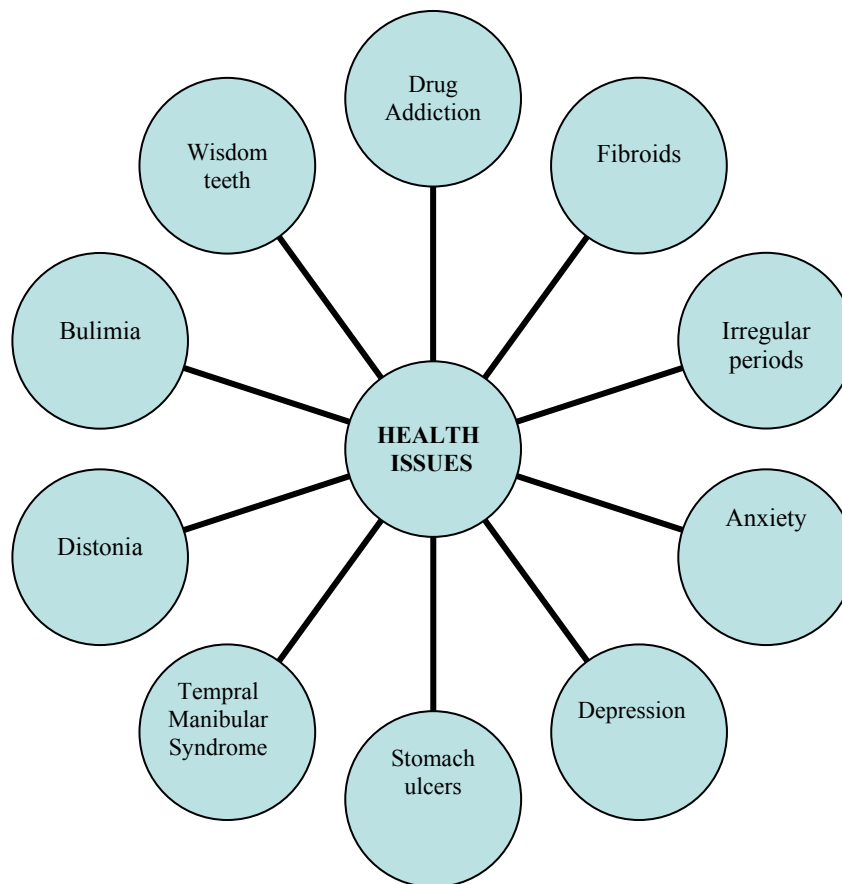 Drug
Addiction
Fibroids
Irregular
periods
Anxiety
Depression
Stomach
ulcers
Tempral
Manibular
Syndrome
Distonia
Bulimia
Wisdom
teeth
HEALTH
ISSUES